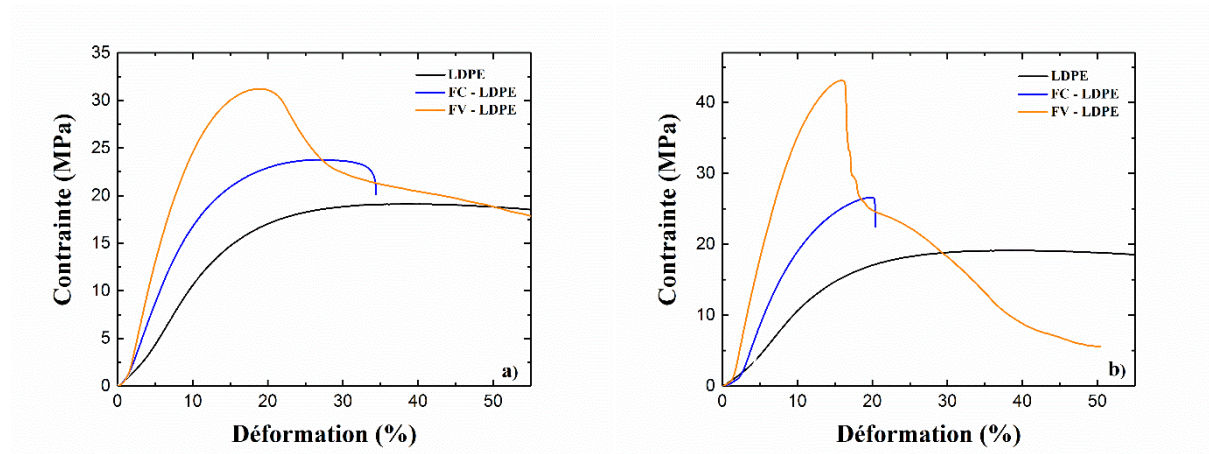 35
30
25
20
15
10
5
0
Contrainte (MPa)
LDPE
FC - LDPE
FV - LDPE
a)
0 10 20 30 40 50
Déformation (%)
40
30
20
10
0
Contrainte (MPa)
LDPE
FC - LDPE
FV - LDPE
b)
0 10 20 30 40 50
Déformation (%)